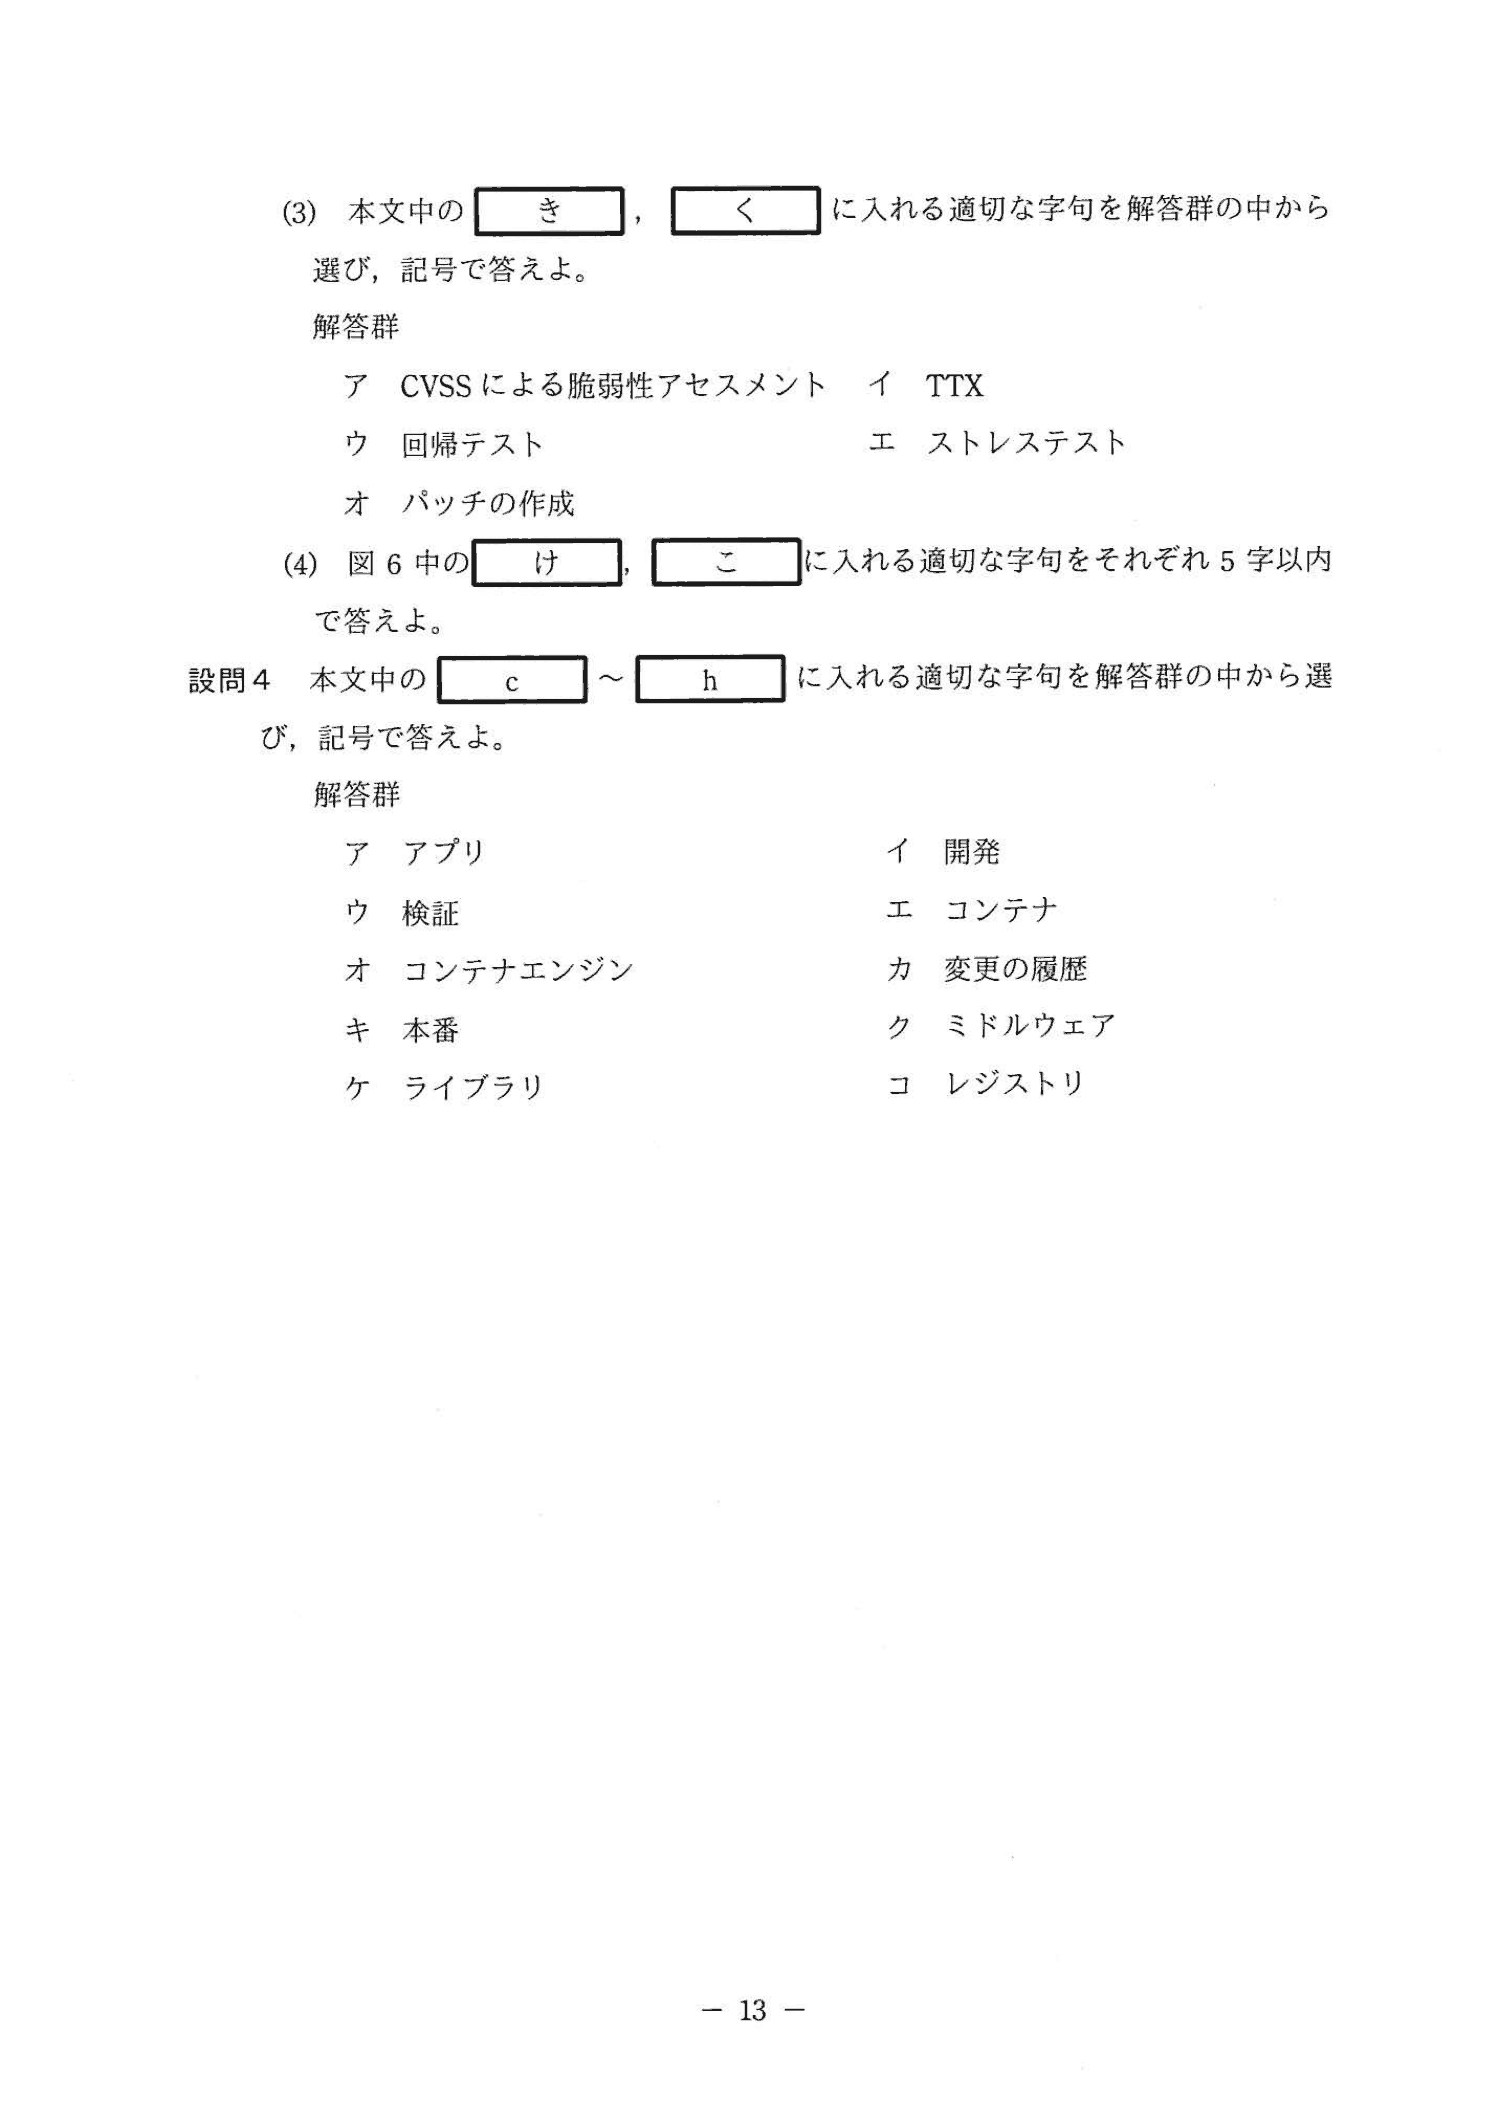 (3) 本文中の き , く に入れる適切な字句を解答群の中から
選び，記号で答えよ。
解答群
ア CVSS による脆弱性アセスメント イ TTX
ウ 回帰テスト エ ストレステスト
オ パッチの作成
(4) 図 6 中の け , こ に入れる適切な字句をそれぞれ 5 字以内
で答えよ。
設問4 本文中の c ～ h に入れる適切な字句を解答群の中から選
び，記号で答えよ。
解答群
ア アプリ イ 開発
ウ 検証 エ コンテナ
オ コンテナエンジン カ 変更の履歴
キ 本番 ク ミドルウェア
ケ ライブラリ コ レジストリ
－ 13 －